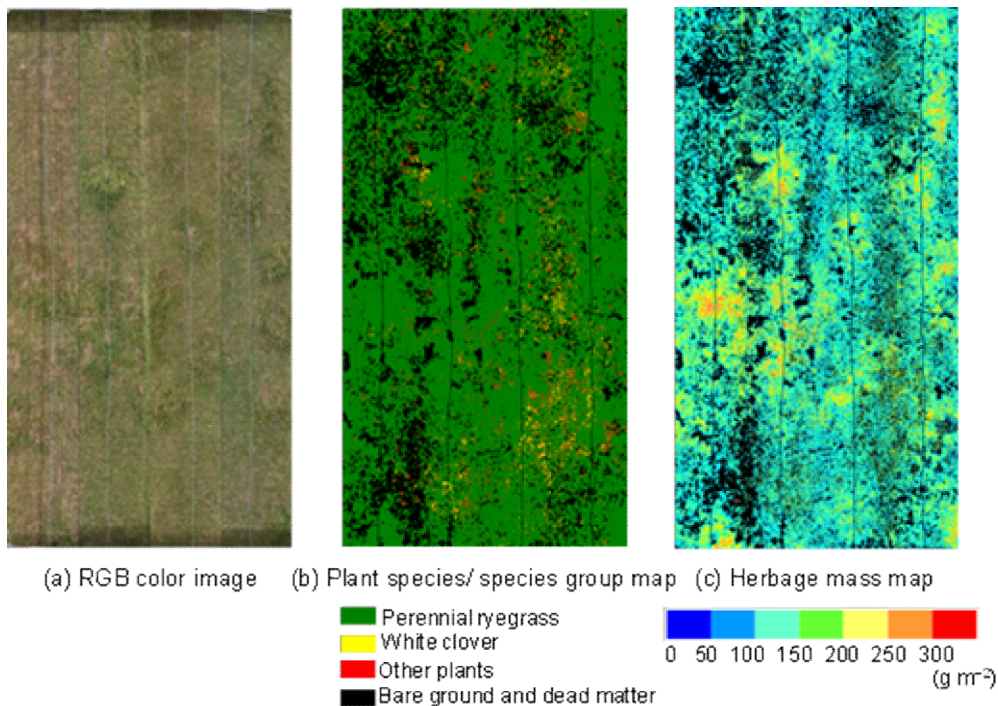 (a) RGB color image (b) Plant species/ species group map (c) Herbage mass map
Perennial ryegrass
White clover
Other plants
Bare ground and dead matter
0 50 100 150 200 250 300
(g m⁻²)